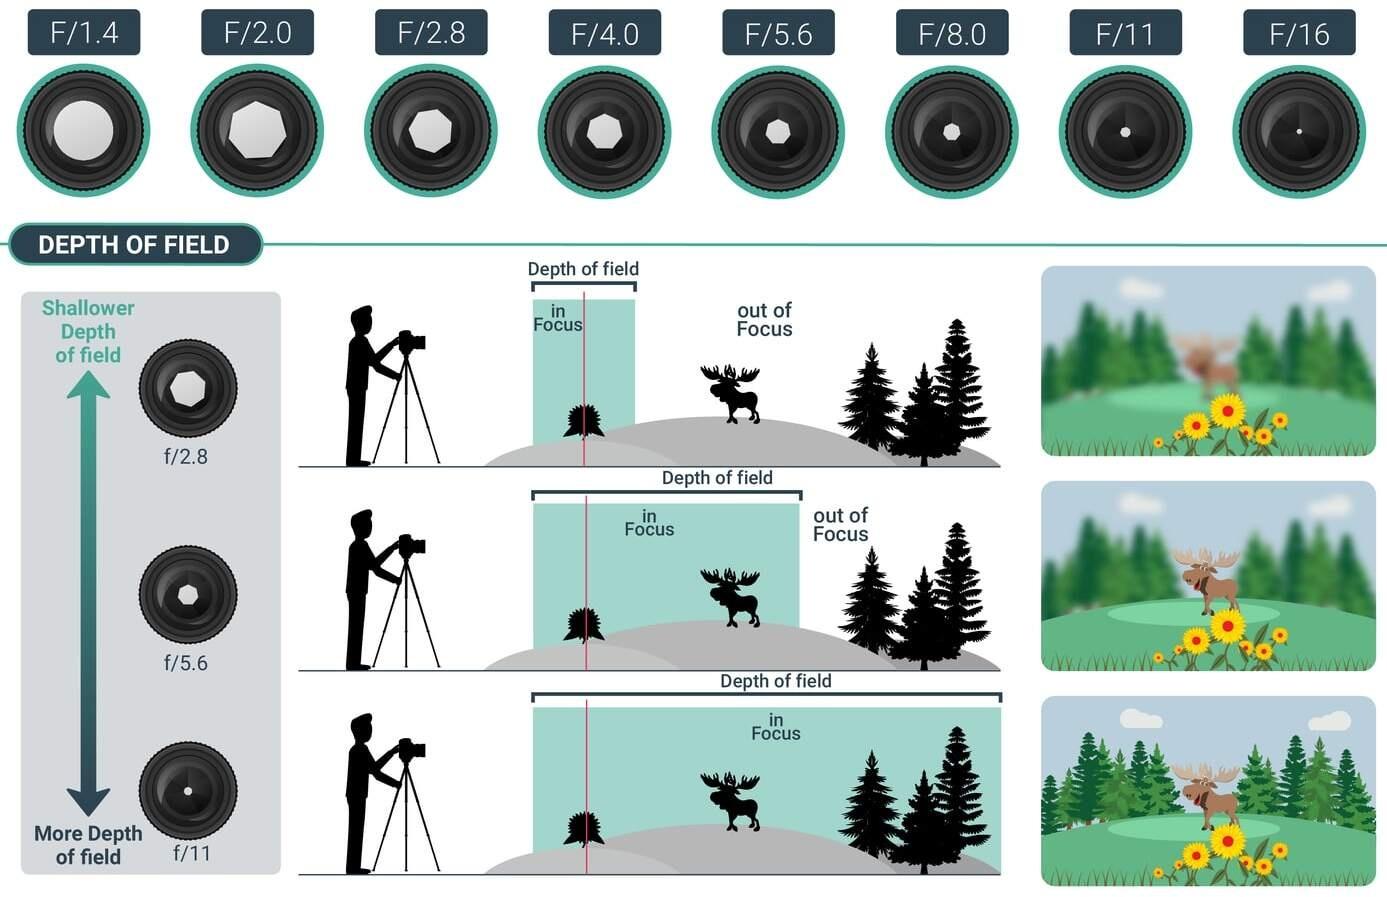 F/1.4
F/2.0
F/2.8
F/4.0
F/5.6
F/8.0
F/11
F/16
DEPTH OF FIELD
Shallower
Depth
of field
f/2.8
f/5.6
More Depth
of field
f/11
Depth of field
in
Focus
out of
Focus
Depth of field
in
Focus
out of
Focus
Depth of field
in
Focus